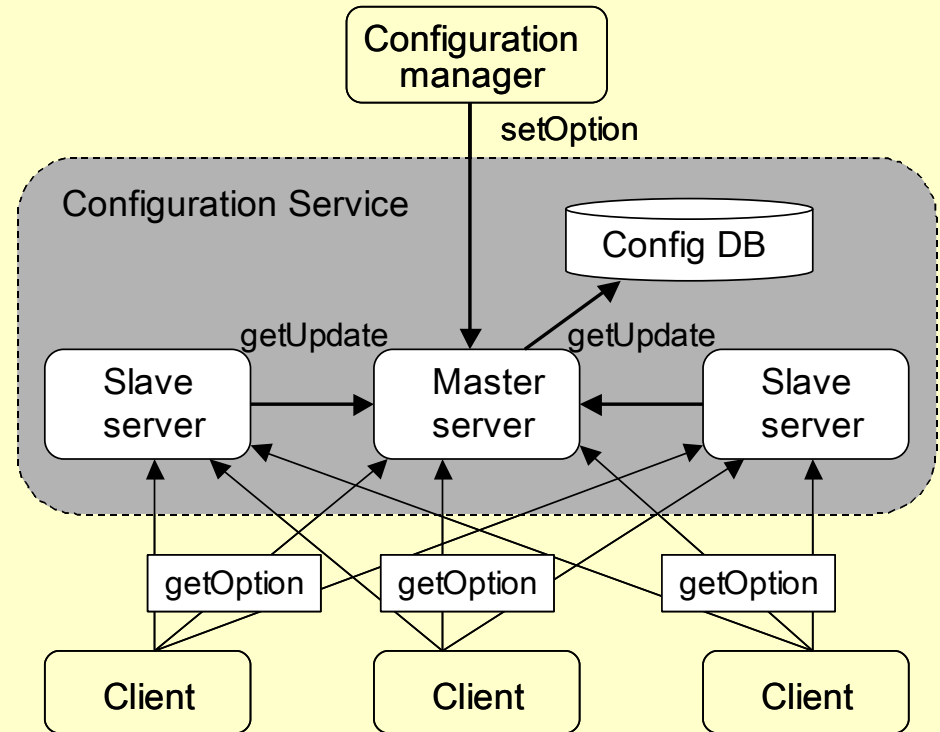 Configuration
manager
setOption
Configuration Service
Config DB
getUpdate
getUpdate
Slave
server
Master
server
Slave
server
getOption
getOption
getOption
Client
Client
Client